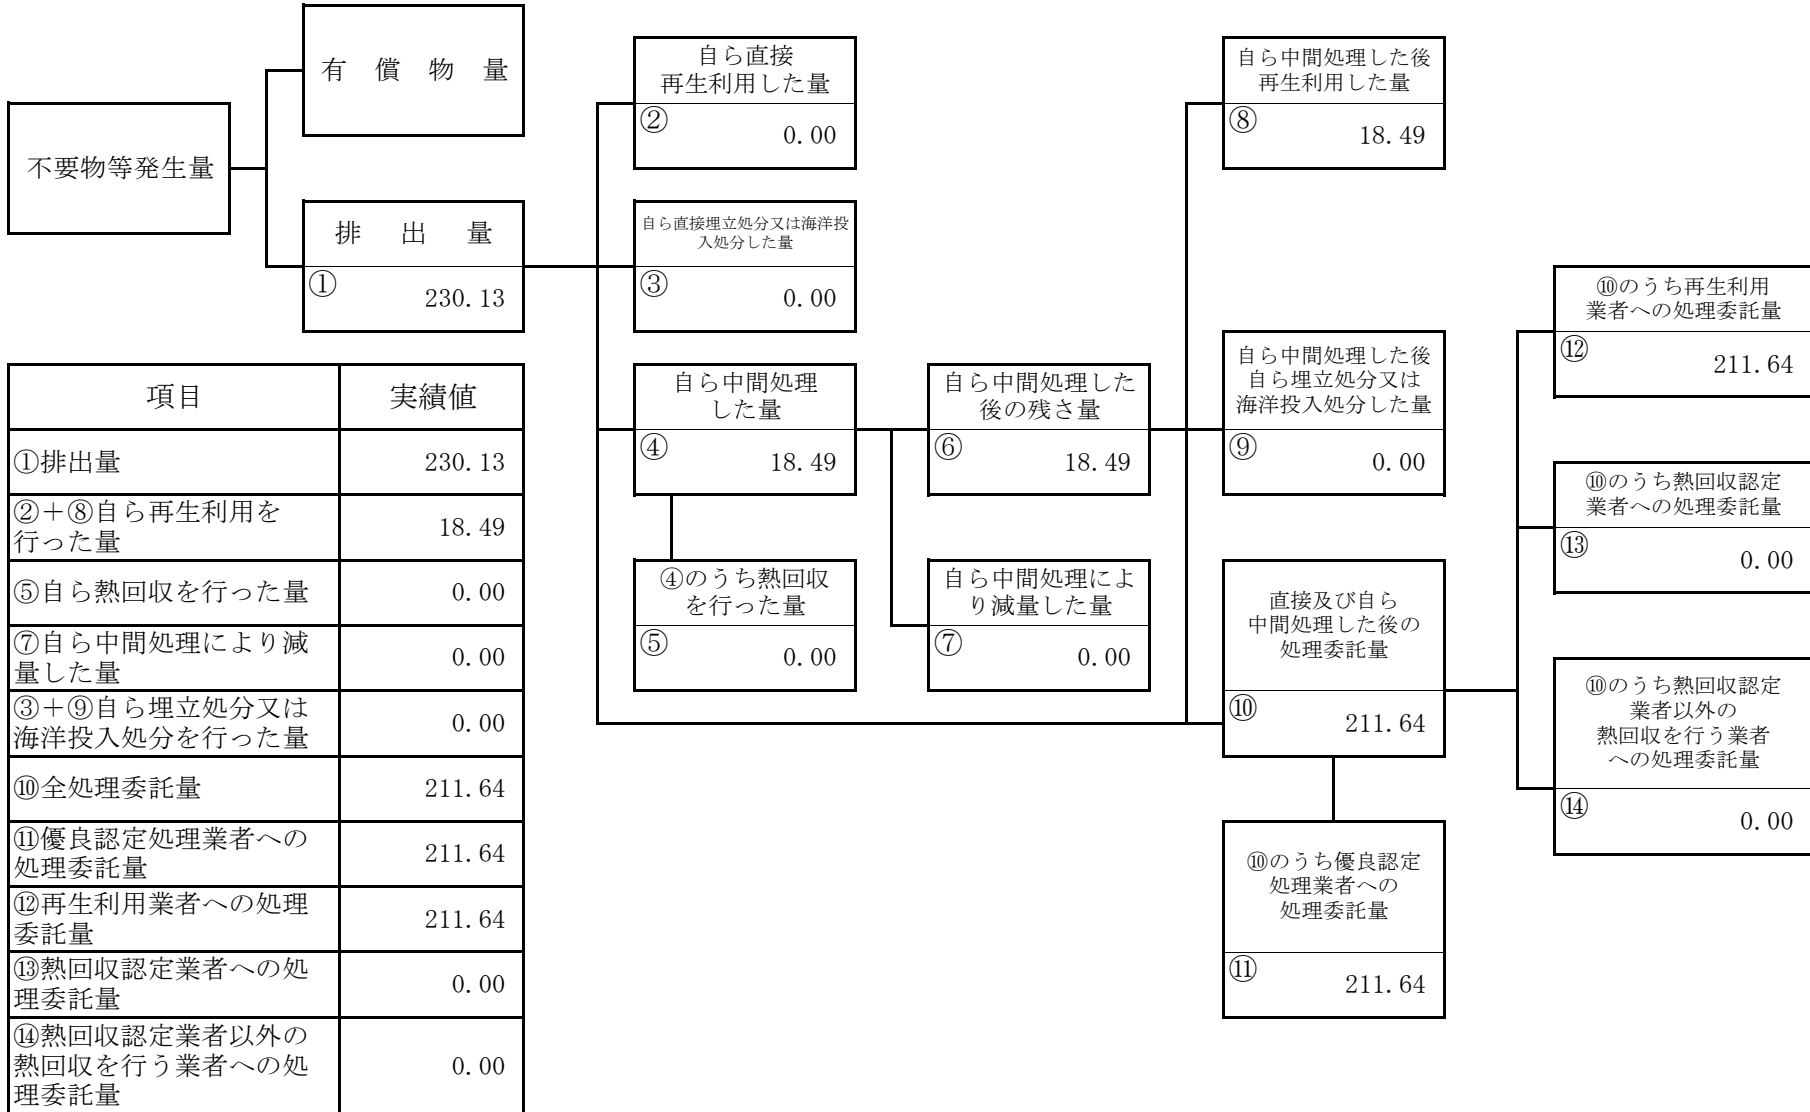 有 償 物 量
不要物等発生量
排 出 量
①
230.13
自ら直接
再生利用した量
②
0.00
自ら直接埋立処分又は海洋投
入処分した量
③
0.00
自ら中間処理
した量
④
18.49
④のうち熱回収
を行った量
⑤
0.00
自ら中間処理した
後の残さ量
⑥
18.49
自ら中間処理によ
り減量した量
⑦
0.00
自ら中間処理した後
再生利用した量
⑧
18.49
自ら中間処理した後
自ら埋立処分又は
海洋投入処分した量
⑨
0.00
直接及び自ら
中間処理した後の
処理委託量
⑩
211.64
⑩のうち優良認定
処理業者への
処理委託量
⑪
211.64
⑩のうち再生利用
業者への処理委託量
⑫
211.64
⑩のうち熱回収認定
業者への処理委託量
⑬
0.00
⑩のうち熱回収認定
業者以外の
熱回収を行う業者
への処理委託量
⑭
0.00
項目 実績値
①排出量 230.13
②＋⑧自ら再生利用を
行った量 18.49
⑤自ら熱回収を行った量 0.00
⑦自ら中間処理により減
量した量 0.00
③＋⑨自ら埋立処分又は
海洋投入処分を行った量 0.00
⑩全処理委託量 211.64
⑪優良認定処理業者への
処理委託量 211.64
⑫再生利用業者への処理
委託量 211.64
⑬熱回収認定業者への処
理委託量 0.00
⑭熱回収認定業者以外の
熱回収を行う業者への処
理委託量 0.00